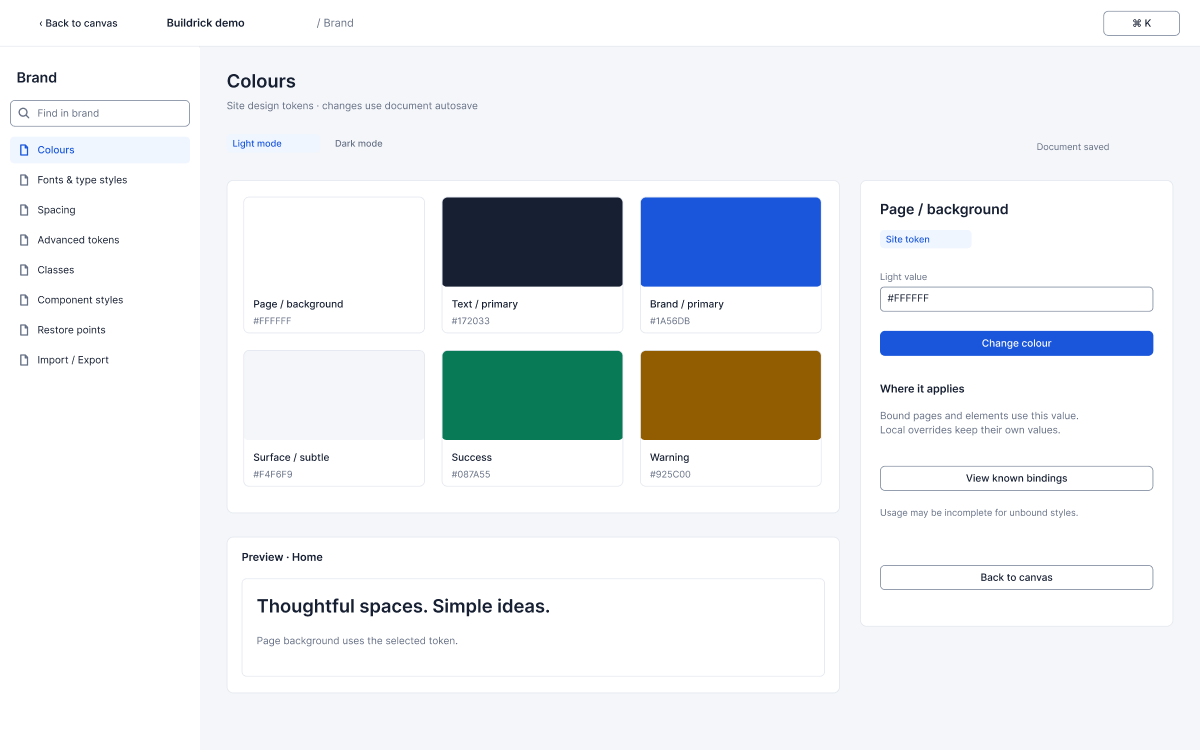 ‹ Back to canvas
Buildrick demo
/ Brand
⌘ K
Brand
Find in brand
Colours
Fonts & type styles
Spacing
Advanced tokens
Classes
Component styles
Restore points
Import / Export
Colours
Site design tokens · changes use document autosave
Light mode
Dark mode
Document saved
Page / background
#FFFFFF
Text / primary
#172033
Brand / primary
#1A56DB
Surface / subtle
#F4F6F9
Success
#087A55
Warning
#925C00
Preview · Home
Thoughtful spaces. Simple ideas.
Page background uses the selected token.
Page / background
Site token
Light value
#FFFFFF
Change colour
Where it applies
Bound pages and elements use this value.
Local overrides keep their own values.
View known bindings
Usage may be incomplete for unbound styles.
Back to canvas